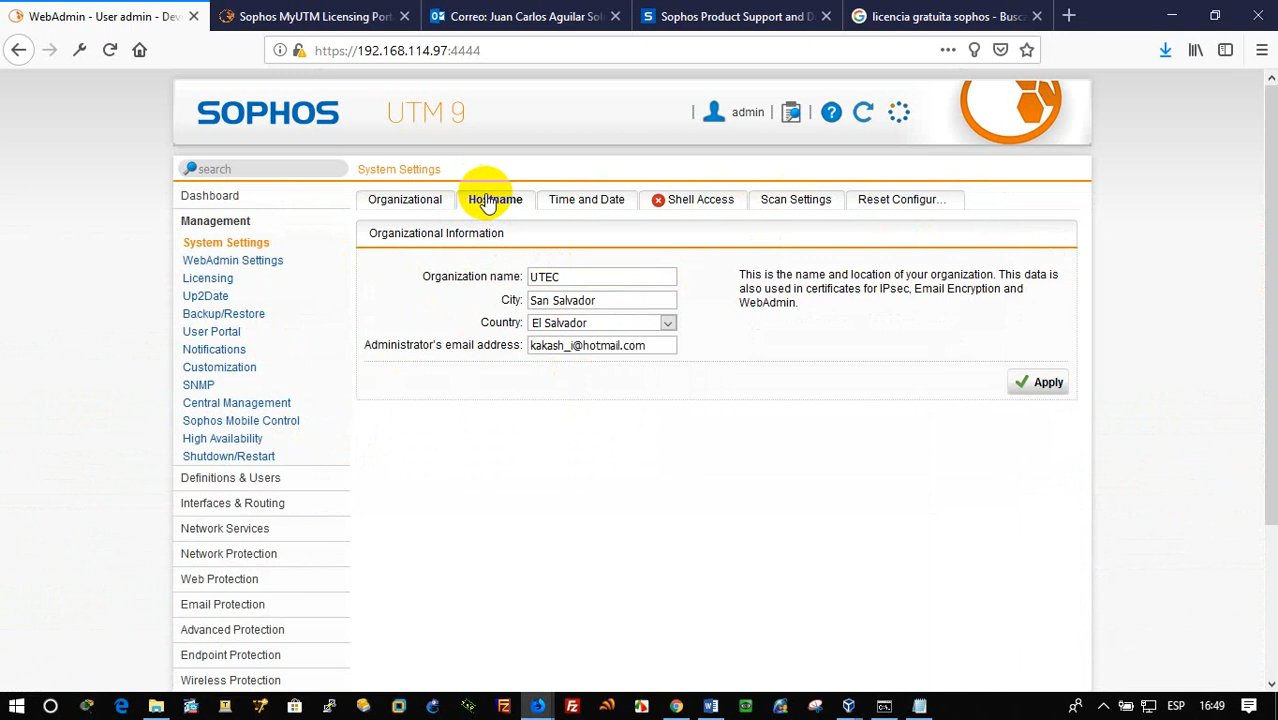 WebAdmin - User admin - Dev
Sophos MyUTM Licensing Port
Correo: Juan Carlos Aguilar Sol
Sophos Product Support and D
licencia gratuita sophos - Busc
https://192.168.114.97:4444
SOPHOS UTM 9
admin
search
System Settings
Dashboard
Management
System Settings
WebAdmin Settings
Licensing
Up2Date
Backup/Restore
User Portal
Notifications
Customization
SNMP
Central Management
Sophos Mobile Control
High Availability
Shutdown/Restart
Definitions & Users
Interfaces & Routing
Network Services
Network Protection
Web Protection
Email Protection
Advanced Protection
Endpoint Protection
Wireless Protection
Organizational
Hostname
Time and Date
Shell Access
Scan Settings
Reset Configur...
Organizational Information
Organization name: UTEC
City: San Salvador
Country: El Salvador
Administrator's email address: kakash_i@hotmail.com
This is the name and location of your organization. This data is
also used in certificates for IPsec, Email Encryption and
WebAdmin.
Apply
ESP
16:49